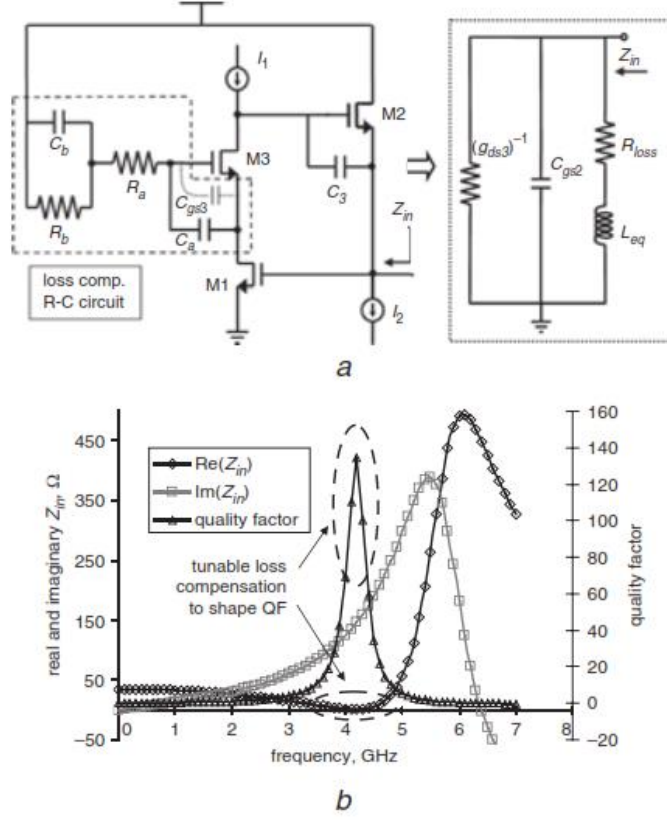 I1
Zin
Cb
M3
M2
(gds3)−1
Rloss
Ra
Cgs3
C3
Cgs2
Rb
Ca
Zin
Leq
loss comp.
R-C circuit
M1
I2
a
450
350
250
150
50
−50
real and imaginary Zin, Ω
Re(Zin)
Im(Zin)
quality factor
tunable loss
compensation
to shape QF
160
140
120
100
80
60
40
20
0
−20
quality factor
0 1 2 3 4 5 6 7 8
frequency, GHz
b